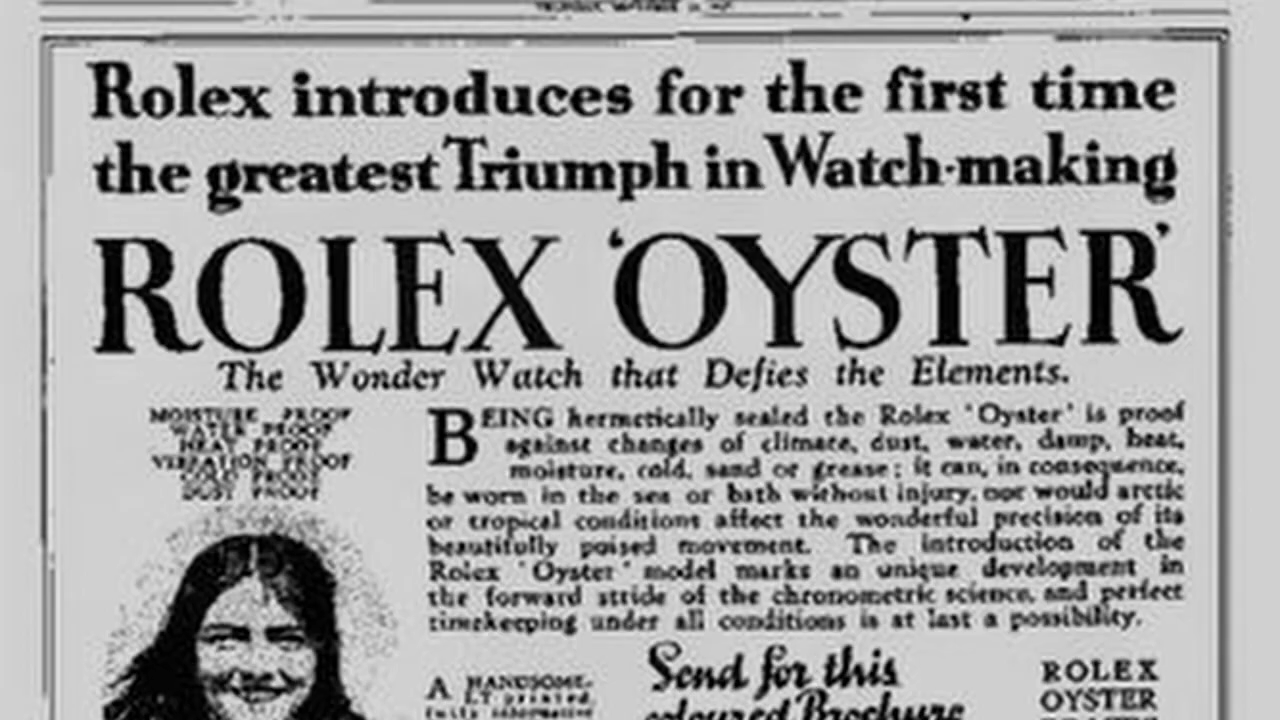 Rolex introduces for the first time
the greatest Triumph in Watch-making
ROLEX 'OYSTER'
The Wonder Watch that Defies the Elements.
MOISTURE PROOF
WATER PROOF
HEAT PROOF
VIBRATION PROOF
COLD PROOF
DUST PROOF
BEING hermetically sealed the Rolex 'Oyster' is proof
against changes of climate, dust, water, damp, heat,
moisture, cold, sand or grease; it can, in consequence,
be worn in the sea or bath without injury, nor would arctic
or tropical conditions affect the wonderful precision of its
beautifully poised movement. The introduction of the
Rolex 'Oyster' model marks an unique development in
the forward stride of the chronometric science, and perfect
timekeeping under all conditions is at last a possibility.
A HANDSOME-
LY printed,
fully informative
Send for this
coloured Brochure
ROLEX
OYSTER